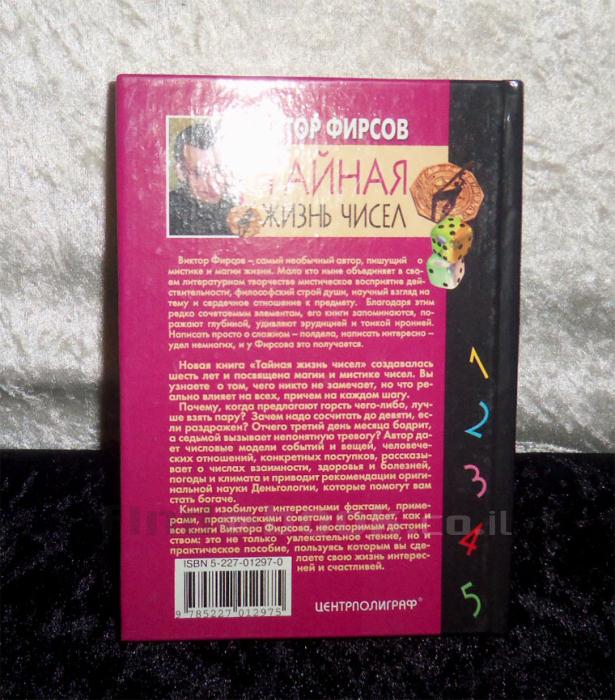 ФИРСОВ
ТАЙНАЯ
ЖИЗНЬ ЧИСЕЛ
Виктор Фирсов – самый необычный автор, пишущий о
мистике и магии жизни. Мало кто ныне объединяет в сво-
ем литературном творчестве мистическое восприятие дей-
ствительности, философский строй души, научный взгляд на
тему и сердечное отношение к предмету. Благодаря этим
редко сочетаемым элементам, его книги запоминаются, по-
ражают глубиной, удивляют эрудицией и тонкой иронией.
Написать просто о сложном – полдела, написать интересно –
удел немногих, и у Фирсова это получается.
Новая книга «Тайная жизнь чисел» создавалась
шесть лет и посвящена магии и мистике чисел. Вы
узнаете о том, чего никто не замечает, но что ре-
ально влияет на всех, причем на каждом шагу.
Почему, когда предлагают горсть чего-либо, луч-
ше взять пару? Зачем надо сосчитать до девяти, ес-
ли раздражен? Отчего третий день месяца бодрит,
а седьмой вызывает непонятную тревогу? Автор да-
ет числовые модели событий и вещей, человече-
ских отношений, конкретных поступков, рассказы-
вает о числах взаимности, здоровья и болезней,
погоды и климата и приводит рекомендации ориги-
нальной науки Деньгологии, которые помогут вам
стать богаче.
Книга изобилует интересными фактами, приме-
рами, практическими советами и обладает, как и
все книги Виктора Фирсова, неоспоримым достоин-
ством: это не только увлекательное чтение, но и
практическое пособие, пользуясь которым вы сде-
лаете свою жизнь интерес-
ней и счастливей.
ISBN 5-227-01297-0
9 785227 012975
ЦЕНТРПОЛИГРАФ®
1
2
3
4
5
co.il